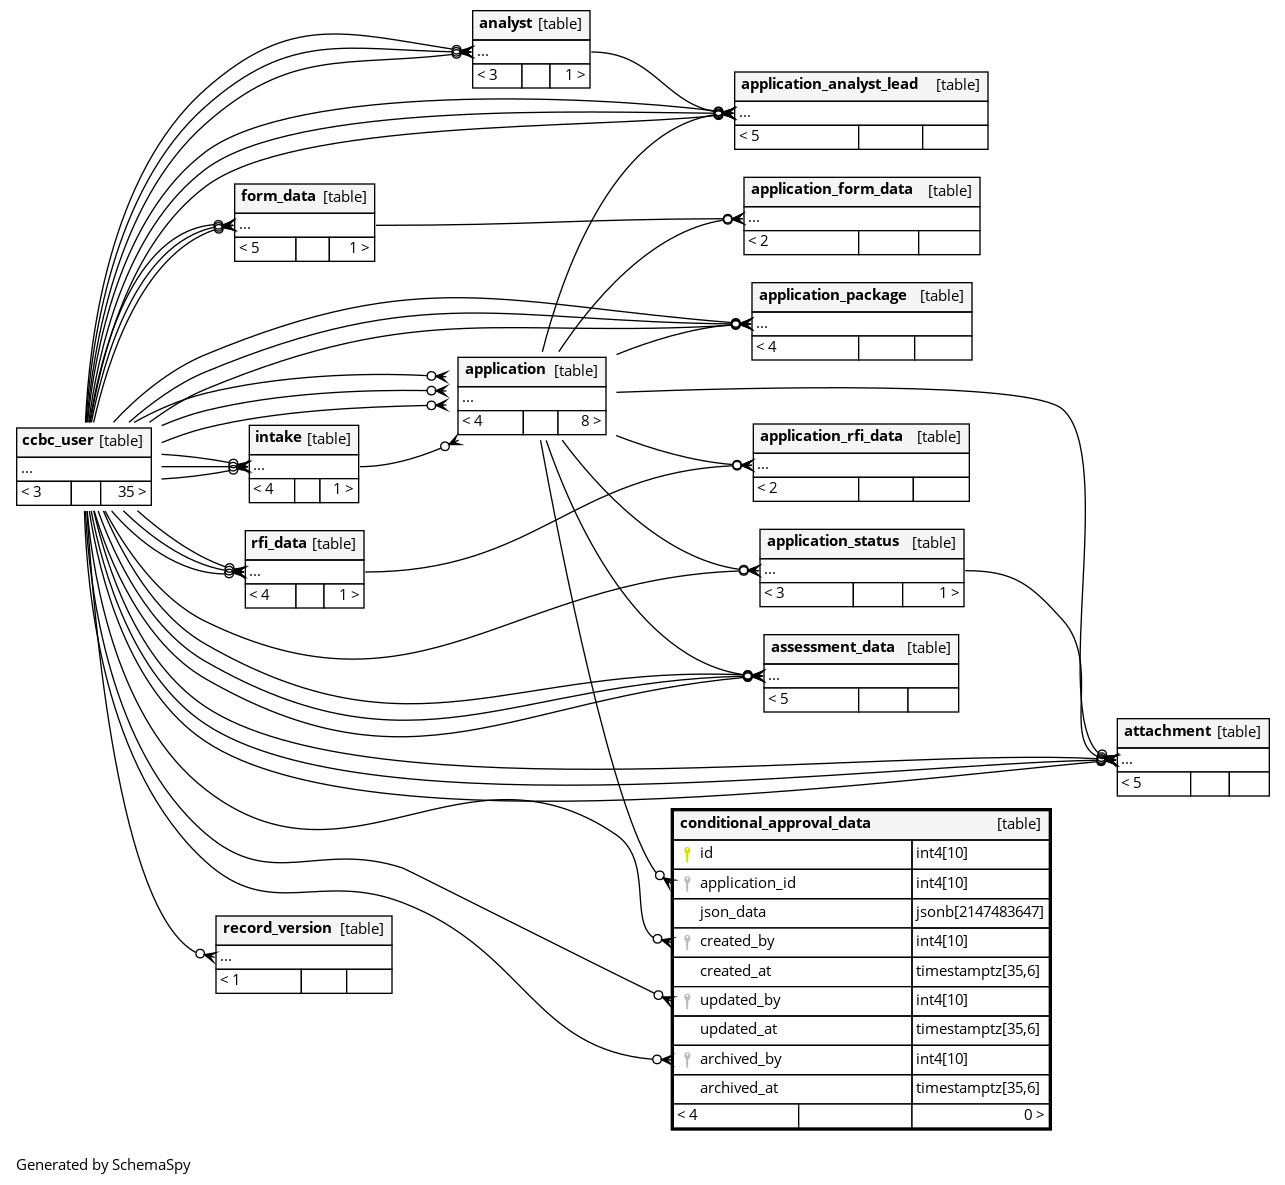 analyst [table]
...
< 3 1 >
application_analyst_lead [table]
...
< 5
form_data [table]
...
< 5 1 >
application_form_data [table]
...
< 2
application_package [table]
...
< 4
application [table]
...
< 4 8 >
ccbc_user [table]
...
< 3 35 >
intake [table]
...
< 4 1 >
application_rfi_data [table]
...
< 2
rfi_data [table]
...
< 4 1 >
application_status [table]
...
< 3 1 >
assessment_data [table]
...
< 5
attachment [table]
...
< 5
conditional_approval_data [table]
id int4[10]
application_id int4[10]
json_data jsonb[2147483647]
created_by int4[10]
created_at timestamptz[35,6]
updated_by int4[10]
updated_at timestamptz[35,6]
archived_by int4[10]
archived_at timestamptz[35,6]
< 4 0 >
record_version [table]
...
< 1
Generated by SchemaSpy